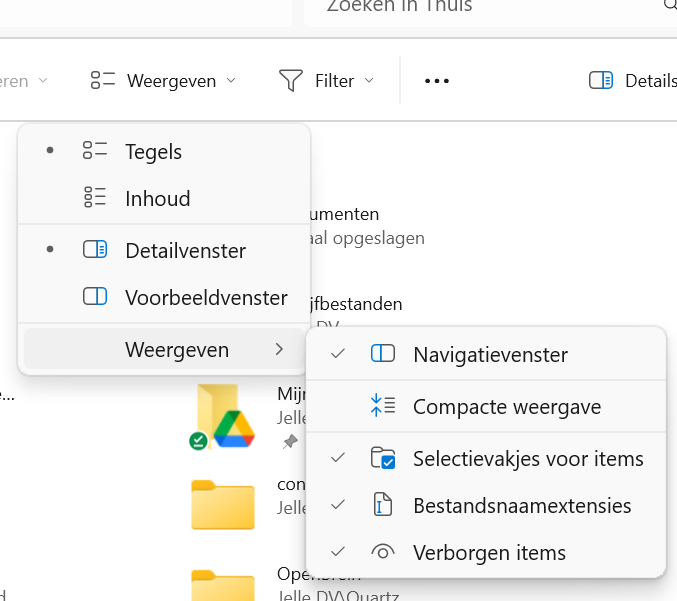 Zoeken in Thuis
eren
Weergeven
Filter
Details
Tegels
Inhoud
Detailvenster
Voorbeeldvenster
Weergeven
umenten
aal opgeslagen
jfbestanden
DV
Navigatievenster
Compacte weergave
Selectievakjes voor items
Bestandsnaamextensies
Verborgen items
e...
Mijn
Jelle
con
Jelle
Openbrein
Jelle DV\Quartz
d